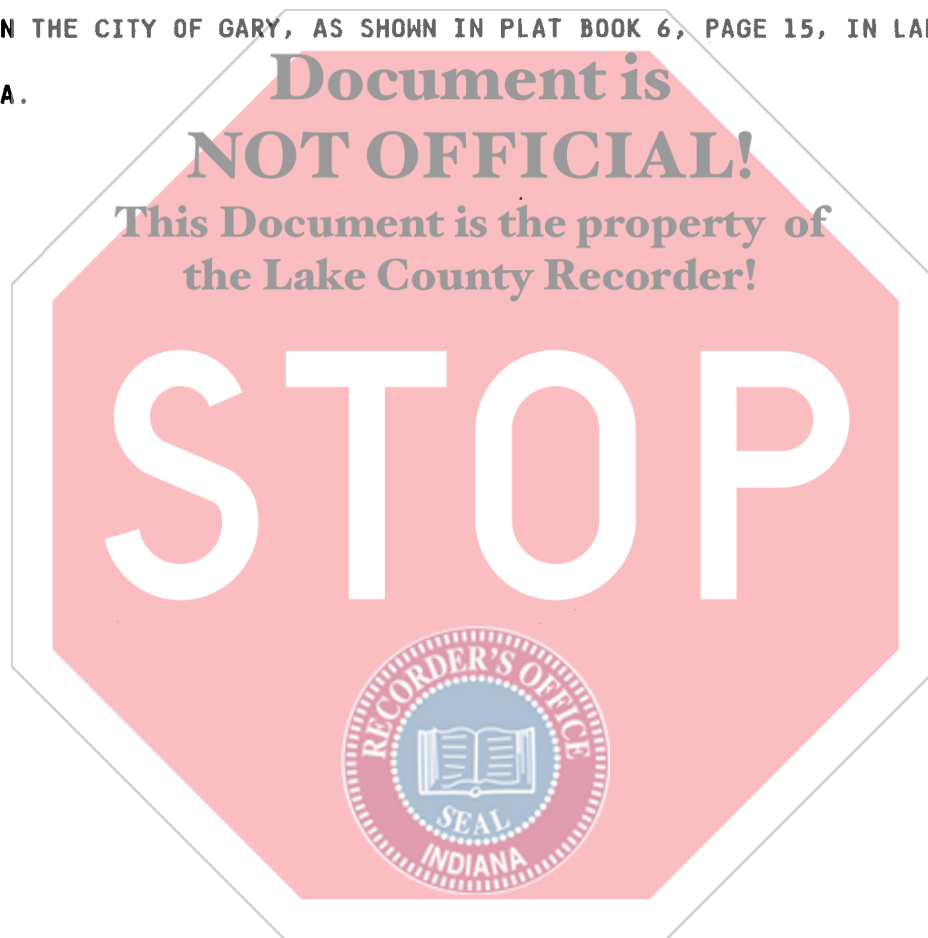 N THE CITY OF GARY, AS SHOWN IN PLAT BOOK 6, PAGE 15, IN LA
A.
Document is
NOT OFFICIAL!
This Document is the property of
the Lake County Recorder!
STOP
RECORDER'S OFFICE
SEAL
INDIANA